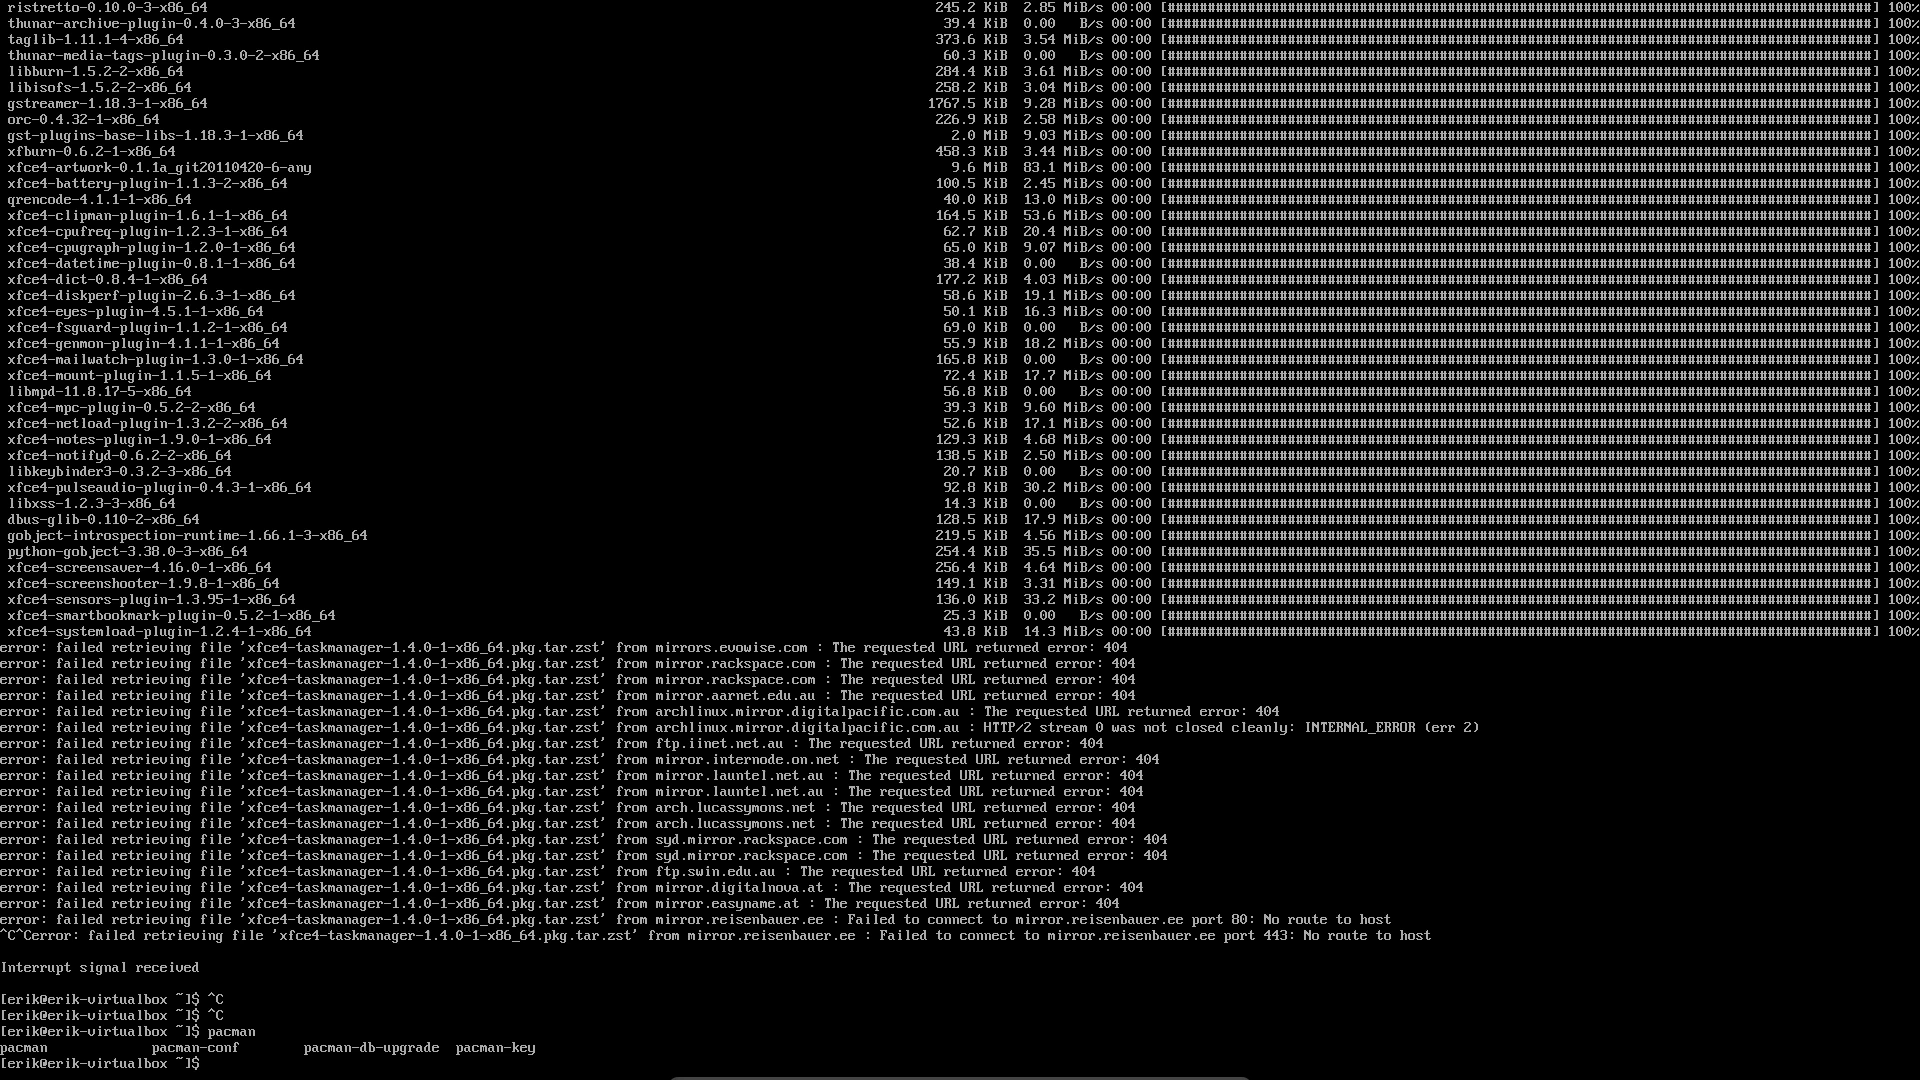 ristretto-0.10.0-3-x86_64 245.2 KiB 2.85 MiB/s 00:00 [######################################################################################] 100%
thunar-archive-plugin-0.4.0-3-x86_64 39.4 KiB 0.00 B/s 00:00 [######################################################################################] 100%
taglib-1.11.1-4-x86_64 373.6 KiB 3.54 MiB/s 00:00 [######################################################################################] 100%
thunar-media-tags-plugin-0.3.0-2-x86_64 60.3 KiB 0.00 B/s 00:00 [######################################################################################] 100%
libburn-1.5.2-2-x86_64 284.4 KiB 3.61 MiB/s 00:00 [######################################################################################] 100%
libisofs-1.5.2-2-x86_64 258.2 KiB 3.04 MiB/s 00:00 [######################################################################################] 100%
gstreamer-1.18.3-1-x86_64 1767.5 KiB 9.28 MiB/s 00:00 [######################################################################################] 100%
orc-0.4.32-1-x86_64 226.9 KiB 2.58 MiB/s 00:00 [######################################################################################] 100%
gst-plugins-base-libs-1.18.3-1-x86_64 2.0 MiB 9.03 MiB/s 00:00 [######################################################################################] 100%
xfburn-0.6.2-1-x86_64 458.3 KiB 3.44 MiB/s 00:00 [######################################################################################] 100%
xfce4-artwork-0.1.1a_git20110420-6-any 9.6 MiB 83.1 MiB/s 00:00 [######################################################################################] 100%
xfce4-battery-plugin-1.1.3-2-x86_64 100.5 KiB 2.45 MiB/s 00:00 [######################################################################################] 100%
qrencode-4.1.1-1-x86_64 40.0 KiB 13.0 MiB/s 00:00 [######################################################################################] 100%
xfce4-clipman-plugin-1.6.1-1-x86_64 164.5 KiB 53.6 MiB/s 00:00 [######################################################################################] 100%
xfce4-cpufreq-plugin-1.2.3-1-x86_64 62.7 KiB 20.4 MiB/s 00:00 [######################################################################################] 100%
xfce4-cpugraph-plugin-1.2.0-1-x86_64 65.0 KiB 9.07 MiB/s 00:00 [######################################################################################] 100%
xfce4-datetime-plugin-0.8.1-1-x86_64 38.4 KiB 0.00 B/s 00:00 [######################################################################################] 100%
xfce4-dict-0.8.4-1-x86_64 177.2 KiB 4.03 MiB/s 00:00 [######################################################################################] 100%
xfce4-diskperf-plugin-2.6.3-1-x86_64 58.6 KiB 19.1 MiB/s 00:00 [######################################################################################] 100%
xfce4-eyes-plugin-4.5.1-1-x86_64 50.1 KiB 16.3 MiB/s 00:00 [######################################################################################] 100%
xfce4-fsguard-plugin-1.1.2-1-x86_64 69.0 KiB 0.00 B/s 00:00 [######################################################################################] 100%
xfce4-genmon-plugin-4.1.1-1-x86_64 55.9 KiB 18.2 MiB/s 00:00 [######################################################################################] 100%
xfce4-mailwatch-plugin-1.3.0-1-x86_64 165.8 KiB 0.00 B/s 00:00 [######################################################################################] 100%
xfce4-mount-plugin-1.1.5-1-x86_64 72.4 KiB 17.7 MiB/s 00:00 [######################################################################################] 100%
libmpd-11.8.17-5-x86_64 56.8 KiB 0.00 B/s 00:00 [######################################################################################] 100%
xfce4-mpc-plugin-0.5.2-2-x86_64 39.3 KiB 9.60 MiB/s 00:00 [######################################################################################] 100%
xfce4-netload-plugin-1.3.2-2-x86_64 52.6 KiB 17.1 MiB/s 00:00 [######################################################################################] 100%
xfce4-notes-plugin-1.9.0-1-x86_64 129.3 KiB 4.68 MiB/s 00:00 [######################################################################################] 100%
xfce4-notifyd-0.6.2-2-x86_64 138.5 KiB 2.50 MiB/s 00:00 [######################################################################################] 100%
libkeybinder3-0.3.2-3-x86_64 20.7 KiB 0.00 B/s 00:00 [######################################################################################] 100%
xfce4-pulseaudio-plugin-0.4.3-1-x86_64 92.8 KiB 30.2 MiB/s 00:00 [######################################################################################] 100%
libxss-1.2.3-3-x86_64 14.3 KiB 0.00 B/s 00:00 [######################################################################################] 100%
dbus-glib-0.110-2-x86_64 128.5 KiB 17.9 MiB/s 00:00 [######################################################################################] 100%
gobject-introspection-runtime-1.66.1-3-x86_64 219.5 KiB 4.56 MiB/s 00:00 [######################################################################################] 100%
python-gobject-3.38.0-3-x86_64 254.4 KiB 35.5 MiB/s 00:00 [######################################################################################] 100%
xfce4-screensaver-4.16.0-1-x86_64 256.4 KiB 4.64 MiB/s 00:00 [######################################################################################] 100%
xfce4-screenshooter-1.9.8-1-x86_64 149.1 KiB 3.31 MiB/s 00:00 [######################################################################################] 100%
xfce4-sensors-plugin-1.3.95-1-x86_64 136.0 KiB 33.2 MiB/s 00:00 [######################################################################################] 100%
xfce4-smartbookmark-plugin-0.5.2-1-x86_64 25.3 KiB 0.00 B/s 00:00 [######################################################################################] 100%
xfce4-systemload-plugin-1.2.4-1-x86_64 43.8 KiB 14.3 MiB/s 00:00 [######################################################################################] 100%
error: failed retrieving file 'xfce4-taskmanager-1.4.0-1-x86_64.pkg.tar.zst' from mirrors.evowise.com : The requested URL returned error: 404
error: failed retrieving file 'xfce4-taskmanager-1.4.0-1-x86_64.pkg.tar.zst' from mirror.rackspace.com : The requested URL returned error: 404
error: failed retrieving file 'xfce4-taskmanager-1.4.0-1-x86_64.pkg.tar.zst' from mirror.rackspace.com : The requested URL returned error: 404
error: failed retrieving file 'xfce4-taskmanager-1.4.0-1-x86_64.pkg.tar.zst' from mirror.aarnet.edu.au : The requested URL returned error: 404
error: failed retrieving file 'xfce4-taskmanager-1.4.0-1-x86_64.pkg.tar.zst' from archlinux.mirror.digitalpacific.com.au : The requested URL returned error: 404
error: failed retrieving file 'xfce4-taskmanager-1.4.0-1-x86_64.pkg.tar.zst' from archlinux.mirror.digitalpacific.com.au : HTTP/2 stream 0 was not closed cleanly: INTERNAL_ERROR (err 2)
error: failed retrieving file 'xfce4-taskmanager-1.4.0-1-x86_64.pkg.tar.zst' from ftp.iinet.net.au : The requested URL returned error: 404
error: failed retrieving file 'xfce4-taskmanager-1.4.0-1-x86_64.pkg.tar.zst' from mirror.internode.on.net : The requested URL returned error: 404
error: failed retrieving file 'xfce4-taskmanager-1.4.0-1-x86_64.pkg.tar.zst' from mirror.launtel.net.au : The requested URL returned error: 404
error: failed retrieving file 'xfce4-taskmanager-1.4.0-1-x86_64.pkg.tar.zst' from mirror.launtel.net.au : The requested URL returned error: 404
error: failed retrieving file 'xfce4-taskmanager-1.4.0-1-x86_64.pkg.tar.zst' from arch.lucassymons.net : The requested URL returned error: 404
error: failed retrieving file 'xfce4-taskmanager-1.4.0-1-x86_64.pkg.tar.zst' from arch.lucassymons.net : The requested URL returned error: 404
error: failed retrieving file 'xfce4-taskmanager-1.4.0-1-x86_64.pkg.tar.zst' from syd.mirror.rackspace.com : The requested URL returned error: 404
error: failed retrieving file 'xfce4-taskmanager-1.4.0-1-x86_64.pkg.tar.zst' from syd.mirror.rackspace.com : The requested URL returned error: 404
error: failed retrieving file 'xfce4-taskmanager-1.4.0-1-x86_64.pkg.tar.zst' from ftp.swin.edu.au : The requested URL returned error: 404
error: failed retrieving file 'xfce4-taskmanager-1.4.0-1-x86_64.pkg.tar.zst' from mirror.digitalnova.at : The requested URL returned error: 404
error: failed retrieving file 'xfce4-taskmanager-1.4.0-1-x86_64.pkg.tar.zst' from mirror.easyname.at : The requested URL returned error: 404
error: failed retrieving file 'xfce4-taskmanager-1.4.0-1-x86_64.pkg.tar.zst' from mirror.reisenbauer.ee : Failed to connect to mirror.reisenbauer.ee port 80: No route to host
^C^Cerror: failed retrieving file 'xfce4-taskmanager-1.4.0-1-x86_64.pkg.tar.zst' from mirror.reisenbauer.ee : Failed to connect to mirror.reisenbauer.ee port 443: No route to host
Interrupt signal received
[erik@erik-virtualbox ~]$ ^C
[erik@erik-virtualbox ~]$ ^C
[erik@erik-virtualbox ~]$ pacman
pacman pacman-conf pacman-db-upgrade pacman-key
[erik@erik-virtualbox ~]$